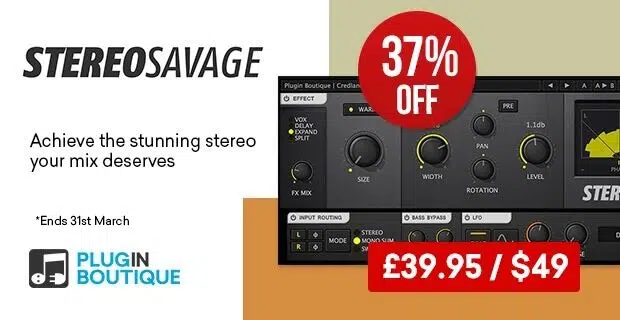 STEREOSAVAGE
37%
OFF
Achieve the stunning stereo
your mix deserves
*Ends 31st March
PLUGIN
BOUTIQUE
Plugin Boutique | Credland
A A▶B
EFFECT
VOX
DELAY
EXPAND
SPLIT
FX MIX
SIZE
WIDTH
PRE
PAN
ROTATION
1.1db
LEVEL
STER
INPUT ROUTING
L
R
MODE
STEREO
MONO SUM
BASS BYPASS
LFO
£39.95 / $49